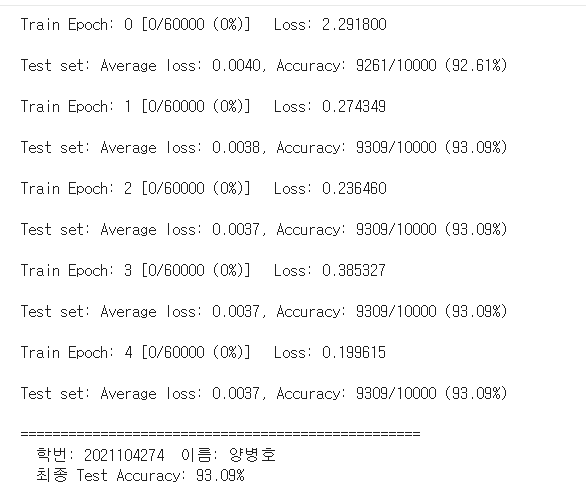 Train Epoch: 0 [0/60000 (0%)] Loss: 2.291800
Test set: Average loss: 0.0040, Accuracy: 9261/10000 (92.61%)
Train Epoch: 1 [0/60000 (0%)] Loss: 0.274349
Test set: Average loss: 0.0038, Accuracy: 9309/10000 (93.09%)
Train Epoch: 2 [0/60000 (0%)] Loss: 0.236460
Test set: Average loss: 0.0037, Accuracy: 9309/10000 (93.09%)
Train Epoch: 3 [0/60000 (0%)] Loss: 0.385327
Test set: Average loss: 0.0037, Accuracy: 9309/10000 (93.09%)
Train Epoch: 4 [0/60000 (0%)] Loss: 0.199615
Test set: Average loss: 0.0037, Accuracy: 9309/10000 (93.09%)
==================================================
학번: 2021104274 이름: 양병호
최종 Test Accuracy: 93.09%